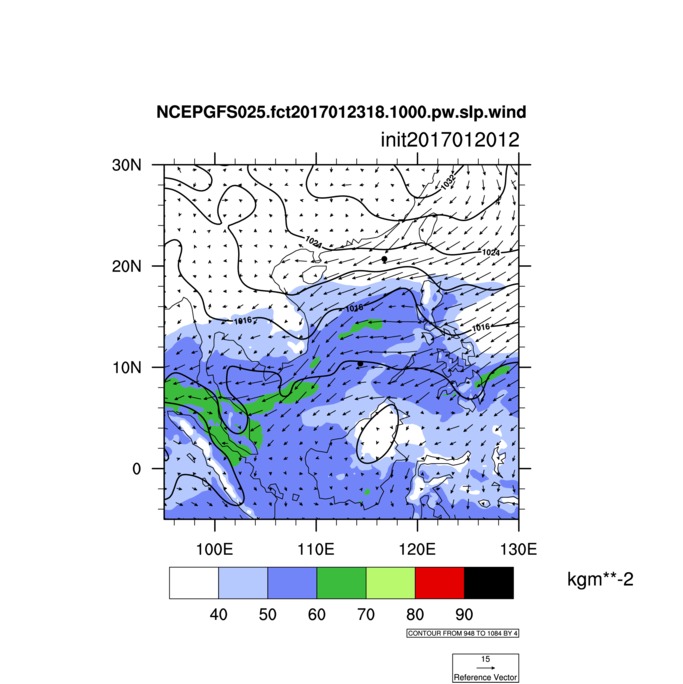 NCEPGFS025.fct2017012318.1000.pw.slp.wind
init2017012012
30N
1032
1024
1024
20N
1016
1016
1016
10N
0
100E 110E 120E 130E
kgm**-2
40 50 60 70 80 90
CONTOUR FROM 948 TO 1084 BY 4
15
Reference Vector